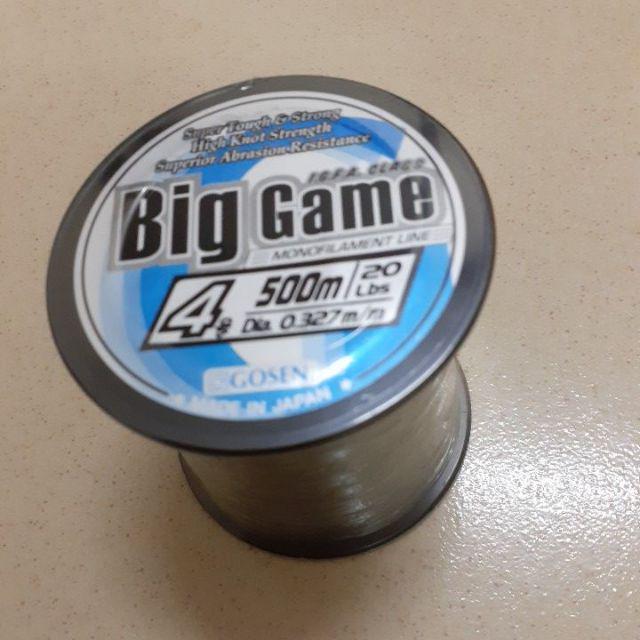 Super Tough & Strong
High Knot Strength
Superior Abrasion Resistance
I.G.F.A. CLASS
Big Game
MONOFILAMENT LINE
4号 500m 20 Lbs
Dia. 0.327m/m
GOSEN
MADE IN JAPAN